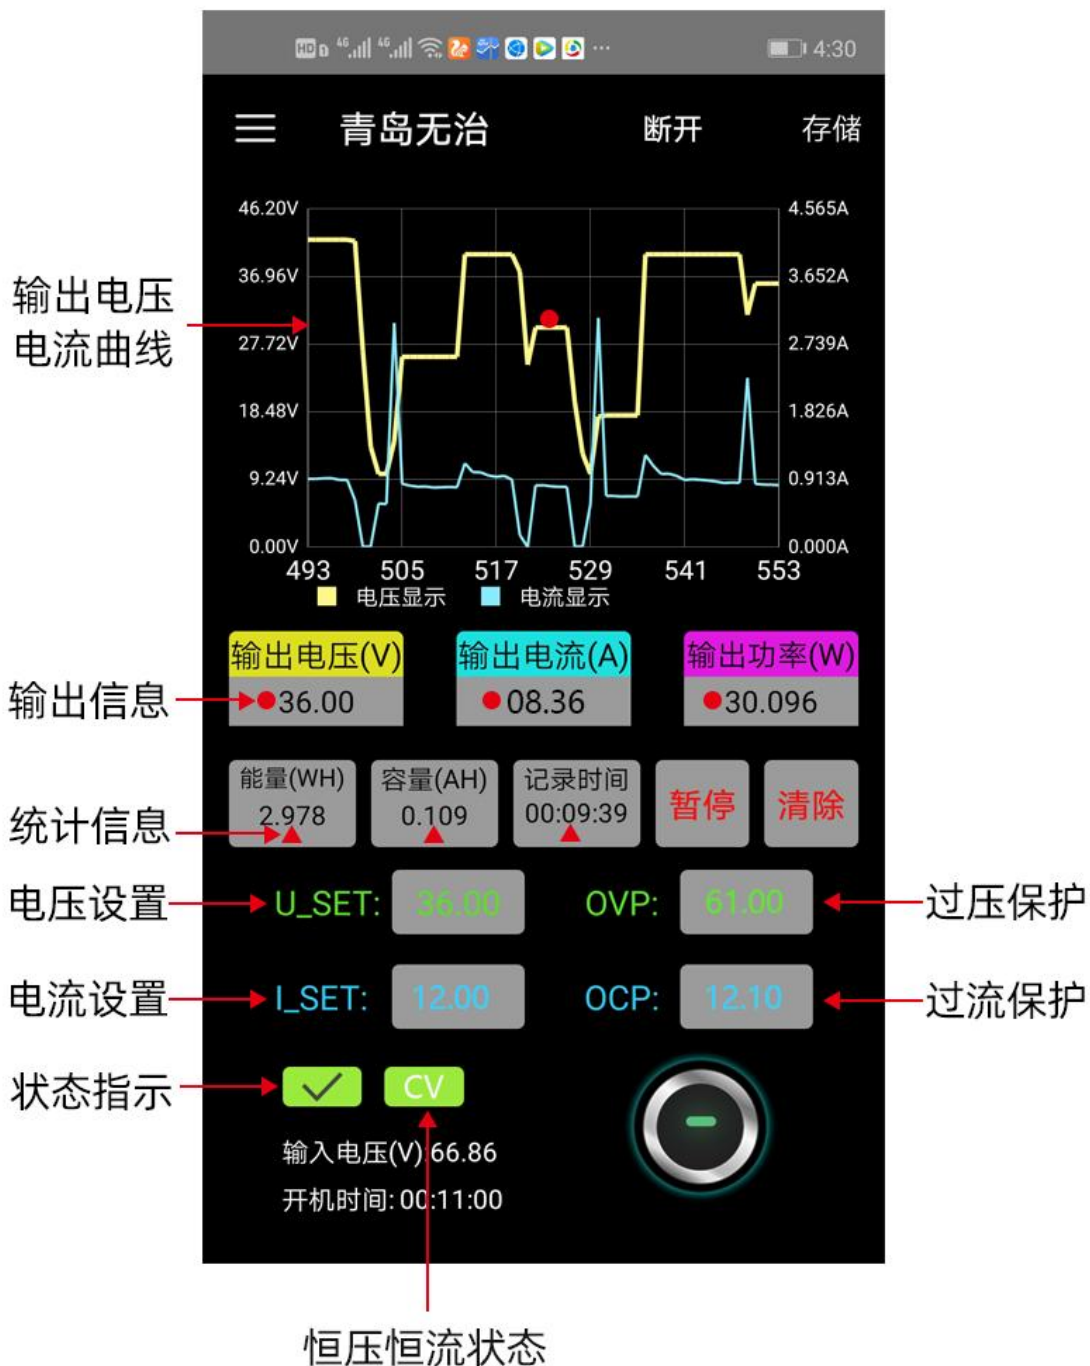 HD 4G 4G ... 4:30
青岛无治 断开 存储
46.20V 4.565A
36.96V 3.652A
输出电压
电流曲线
27.72V 2.739A
18.48V 1.826A
9.24V 0.913A
0.00V 0.000A
493 505 517 529 541 553
电压显示 电流显示
输出电压(V) 输出电流(A) 输出功率(W)
输出信息 36.00 08.36 30.096
能量(WH) 容量(AH) 记录时间 暂停 清除
统计信息 2.978 0.109 00:09:39
电压设置 U_SET: 36.00 OVP: 61.00 过压保护
电流设置 I_SET: 12.00 OCP: 12.10 过流保护
状态指示 CV
输入电压(V):66.86
开机时间: 00:11:00
恒压恒流状态